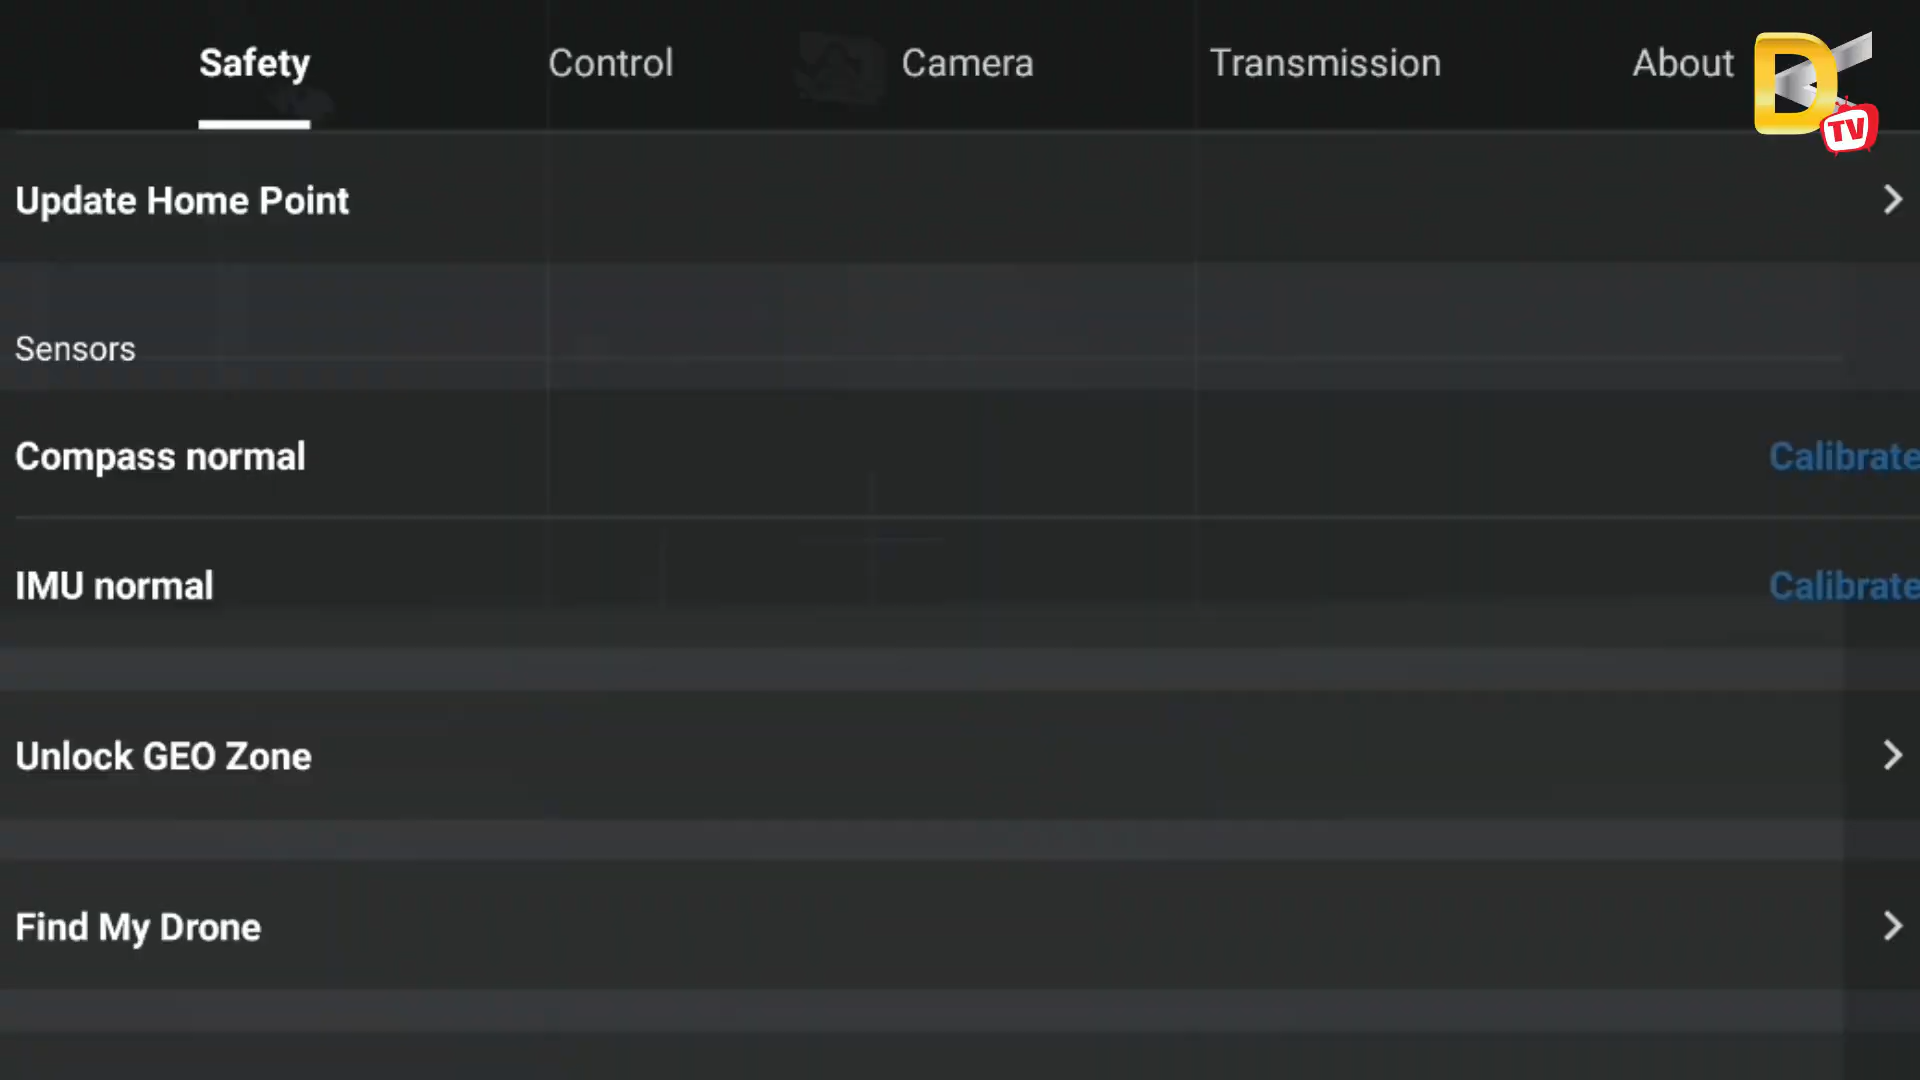 Safety Control Camera Transmission About
D
TV
Update Home Point
Sensors
Compass normal Calibrate
IMU normal Calibrate
Unlock GEO Zone
Find My Drone